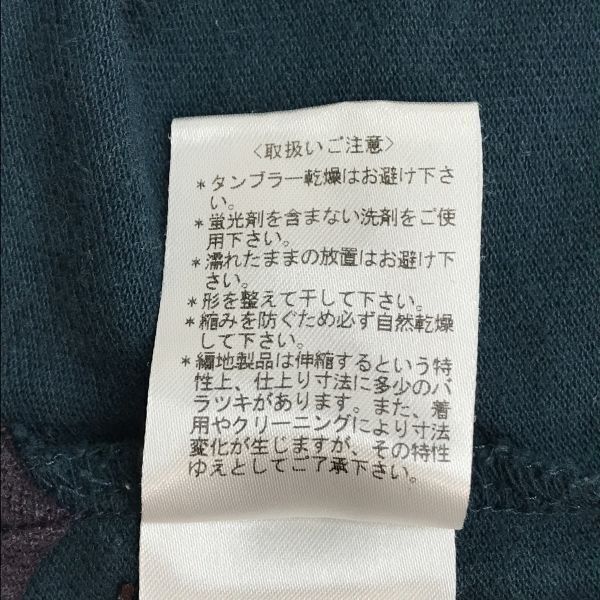 〈取扱いご注意〉
*タンブラー乾燥はお避け下さ
い。
*蛍光剤を含まない洗剤をご使
用下さい。
*濡れたままの放置はお避け下
さい。
*形を整えて干して下さい。
*縮みを防ぐため必ず自然乾燥
して下さい。
*編地製品は伸縮するという特
性上、仕上り寸法に多少のバ
ラツキがあります。また、着
用やクリーニングにより寸法
変化が生じますが、その特性
ゆえとしてご了承下さい。